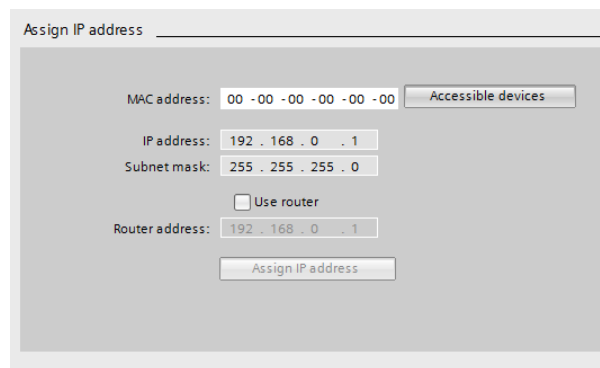 Assign IP address
MAC address: 00 -00 -00 -00 -00 -00 Accessible devices
IP address: 192 . 168 . 0 . 1
Subnet mask: 255 . 255 . 255 . 0
Use router
Router address: 192 . 168 . 0 . 1
Assign IP address